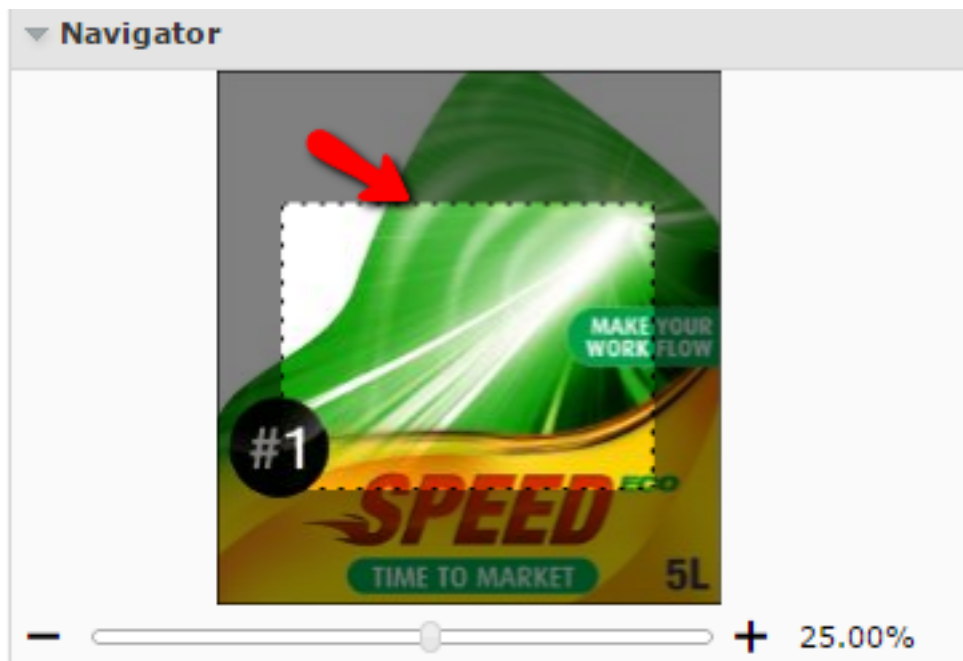 Navigator
MAKE YOUR
WORK FLOW
#1
SPEED ECO
TIME TO MARKET
5L
25.00%